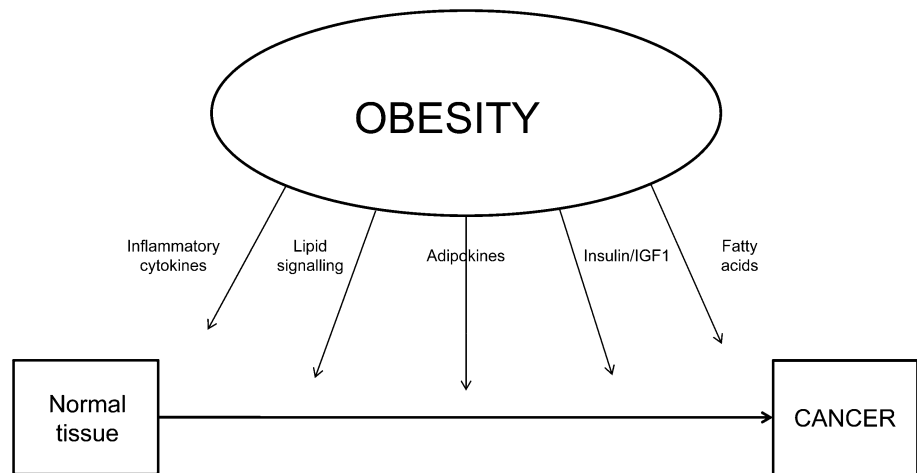 OBESITY
Inflammatory
cytokines
Lipid
signalling
Adipokines
Insulin/IGF1
Fatty
acids
Normal
tissue
CANCER